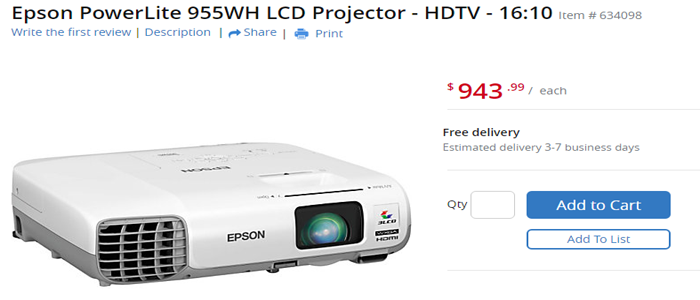 Epson PowerLite 955WH LCD Projector - HDTV - 16:10 Item # 634098
Write the first review | Description | Share | Print
$943.99 / each
Free delivery
Estimated delivery 3-7 business days
Qty
Add to Cart
Add To List
EPSON
EPSON
3LCD
HDMI